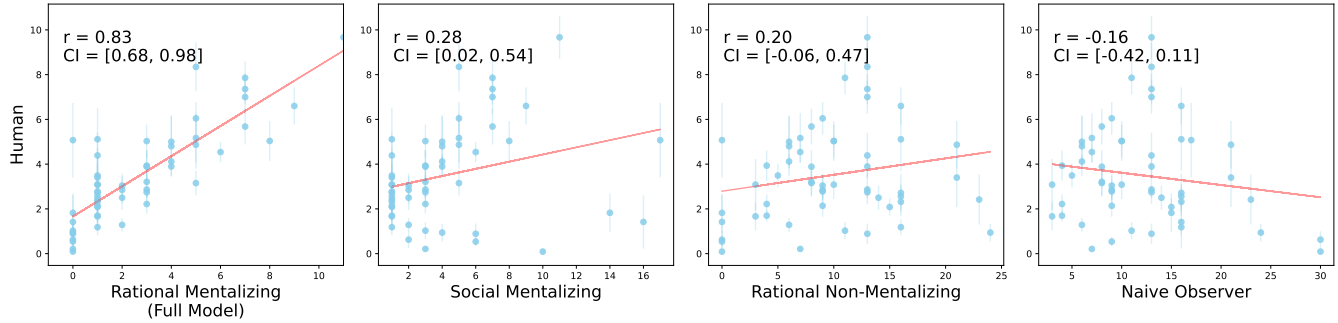 r = 0.83
CI = [0.68, 0.98]
r = 0.28
CI = [0.02, 0.54]
r = 0.20
CI = [-0.06, 0.47]
r = -0.16
CI = [-0.42, 0.11]
Human
10
8
6
4
2
0
10
8
6
4
2
0
10
8
6
4
2
0
10
8
6
4
2
0
0 2 4 6 8 10
2 4 6 8 10 12 14 16
0 5 10 15 20 25
5 10 15 20 25 30
Rational Mentalizing
(Full Model)
Social Mentalizing
Rational Non-Mentalizing
Naive Observer